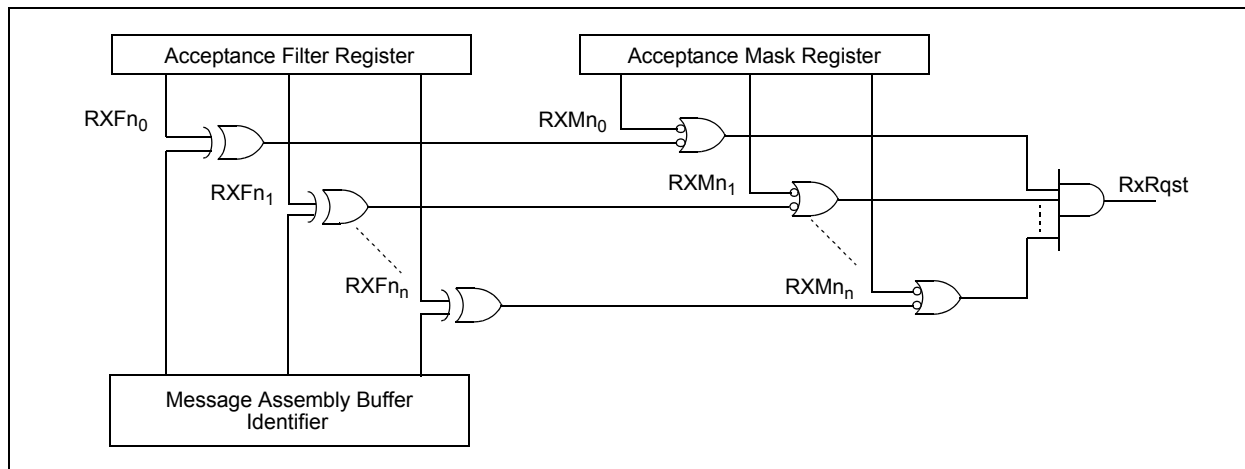 Acceptance Filter Register
Acceptance Mask Register
RXFn0
RXMn0
RXFn1
RXMn1
RxRqst
RXFnn
RXMnn
Message Assembly Buffer
Identifier